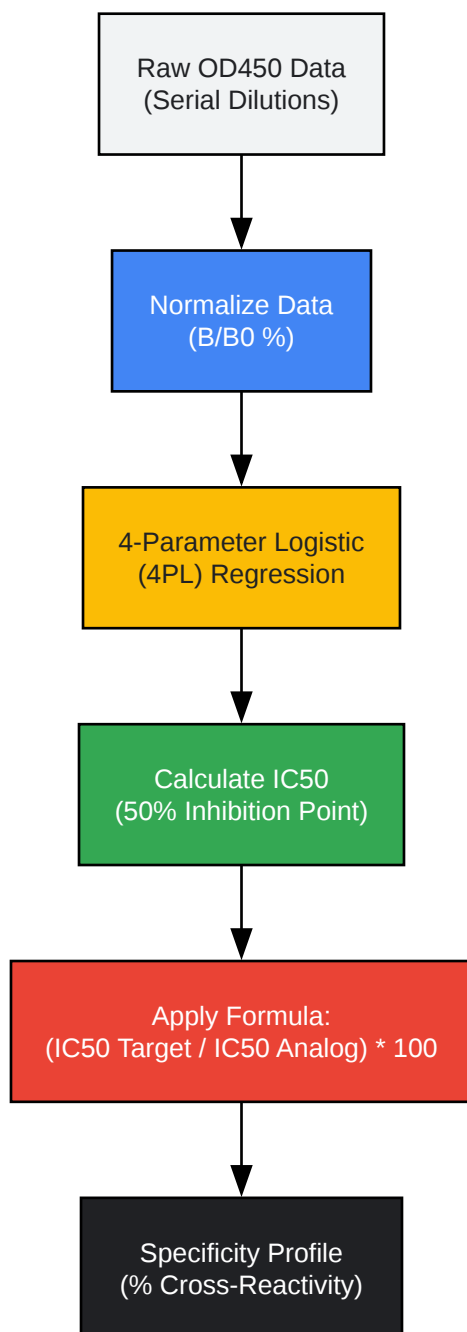 Raw OD450 Data
(Serial Dilutions)
Normalize Data
(B/B0 %)
4-Parameter Logistic
(4PL) Regression
Calculate IC50
(50% Inhibition Point)
Apply Formula:
(IC50 Target / IC50 Analog) * 100
Specificity Profile
(% Cross-Reactivity)